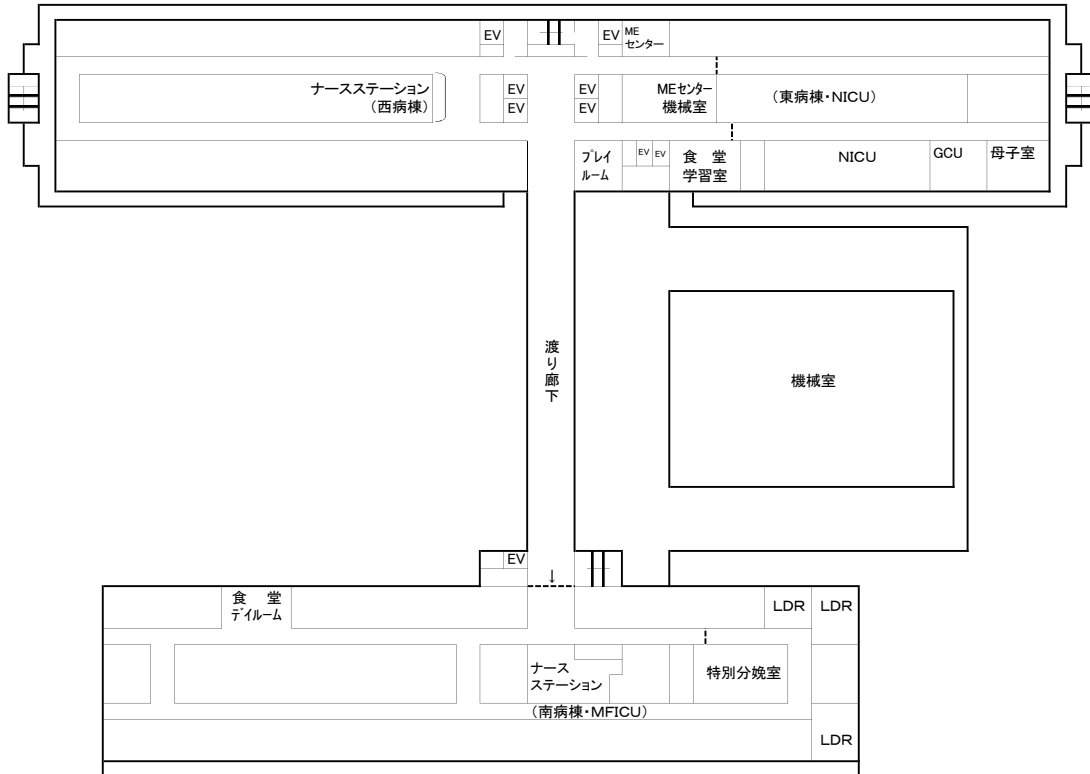 EV
EV
ME
センター
ナースステーション
(西病棟)
EV
EV
EV
EV
MEセンター
機械室
(東病棟・NICU)
プレイ
ルーム
EV
EV
食 堂
学習室
NICU
GCU
母子室
渡り廊下
機械室
EV
↓
食 堂
デイルーム
LDR
LDR
ナース
ステーション
特別分娩室
(南病棟・MFICU)
LDR